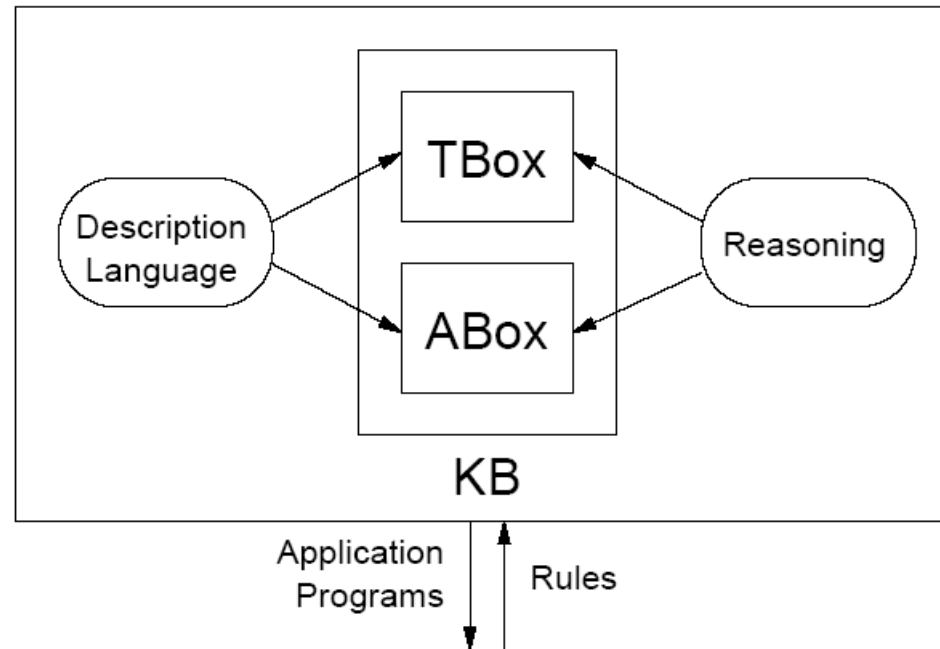 TBox
Description
Language
Reasoning
ABox
KB
Application
Programs
Rules